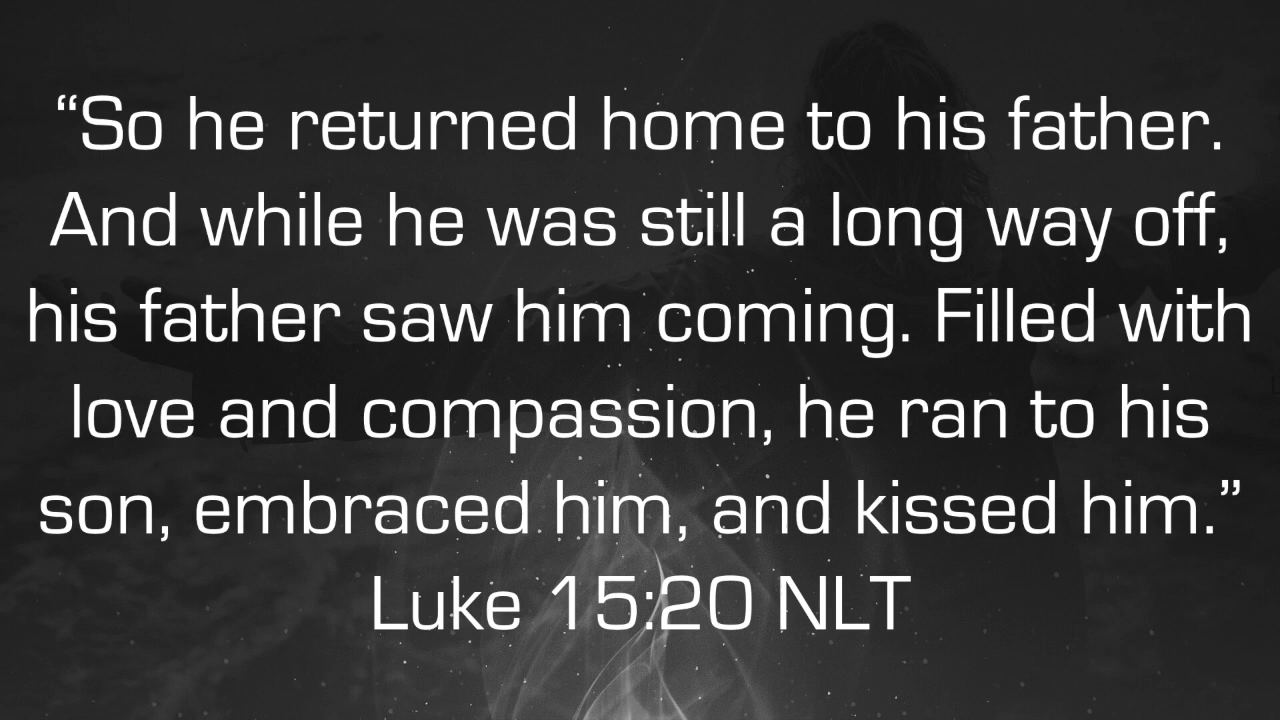 “So he returned home to his father.
And while he was still a long way off,
his father saw him coming. Filled with
love and compassion, he ran to his
son, embraced him, and kissed him.”
Luke 15:20 NLT